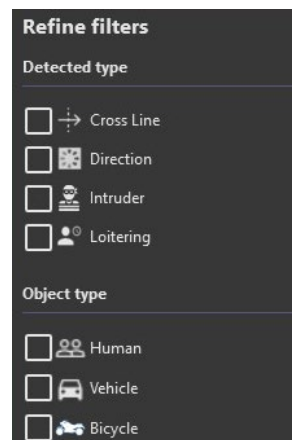 Refine filters
Detected type
Cross Line
Direction
Intruder
Loitering
Object type
Human
Vehicle
Bicycle